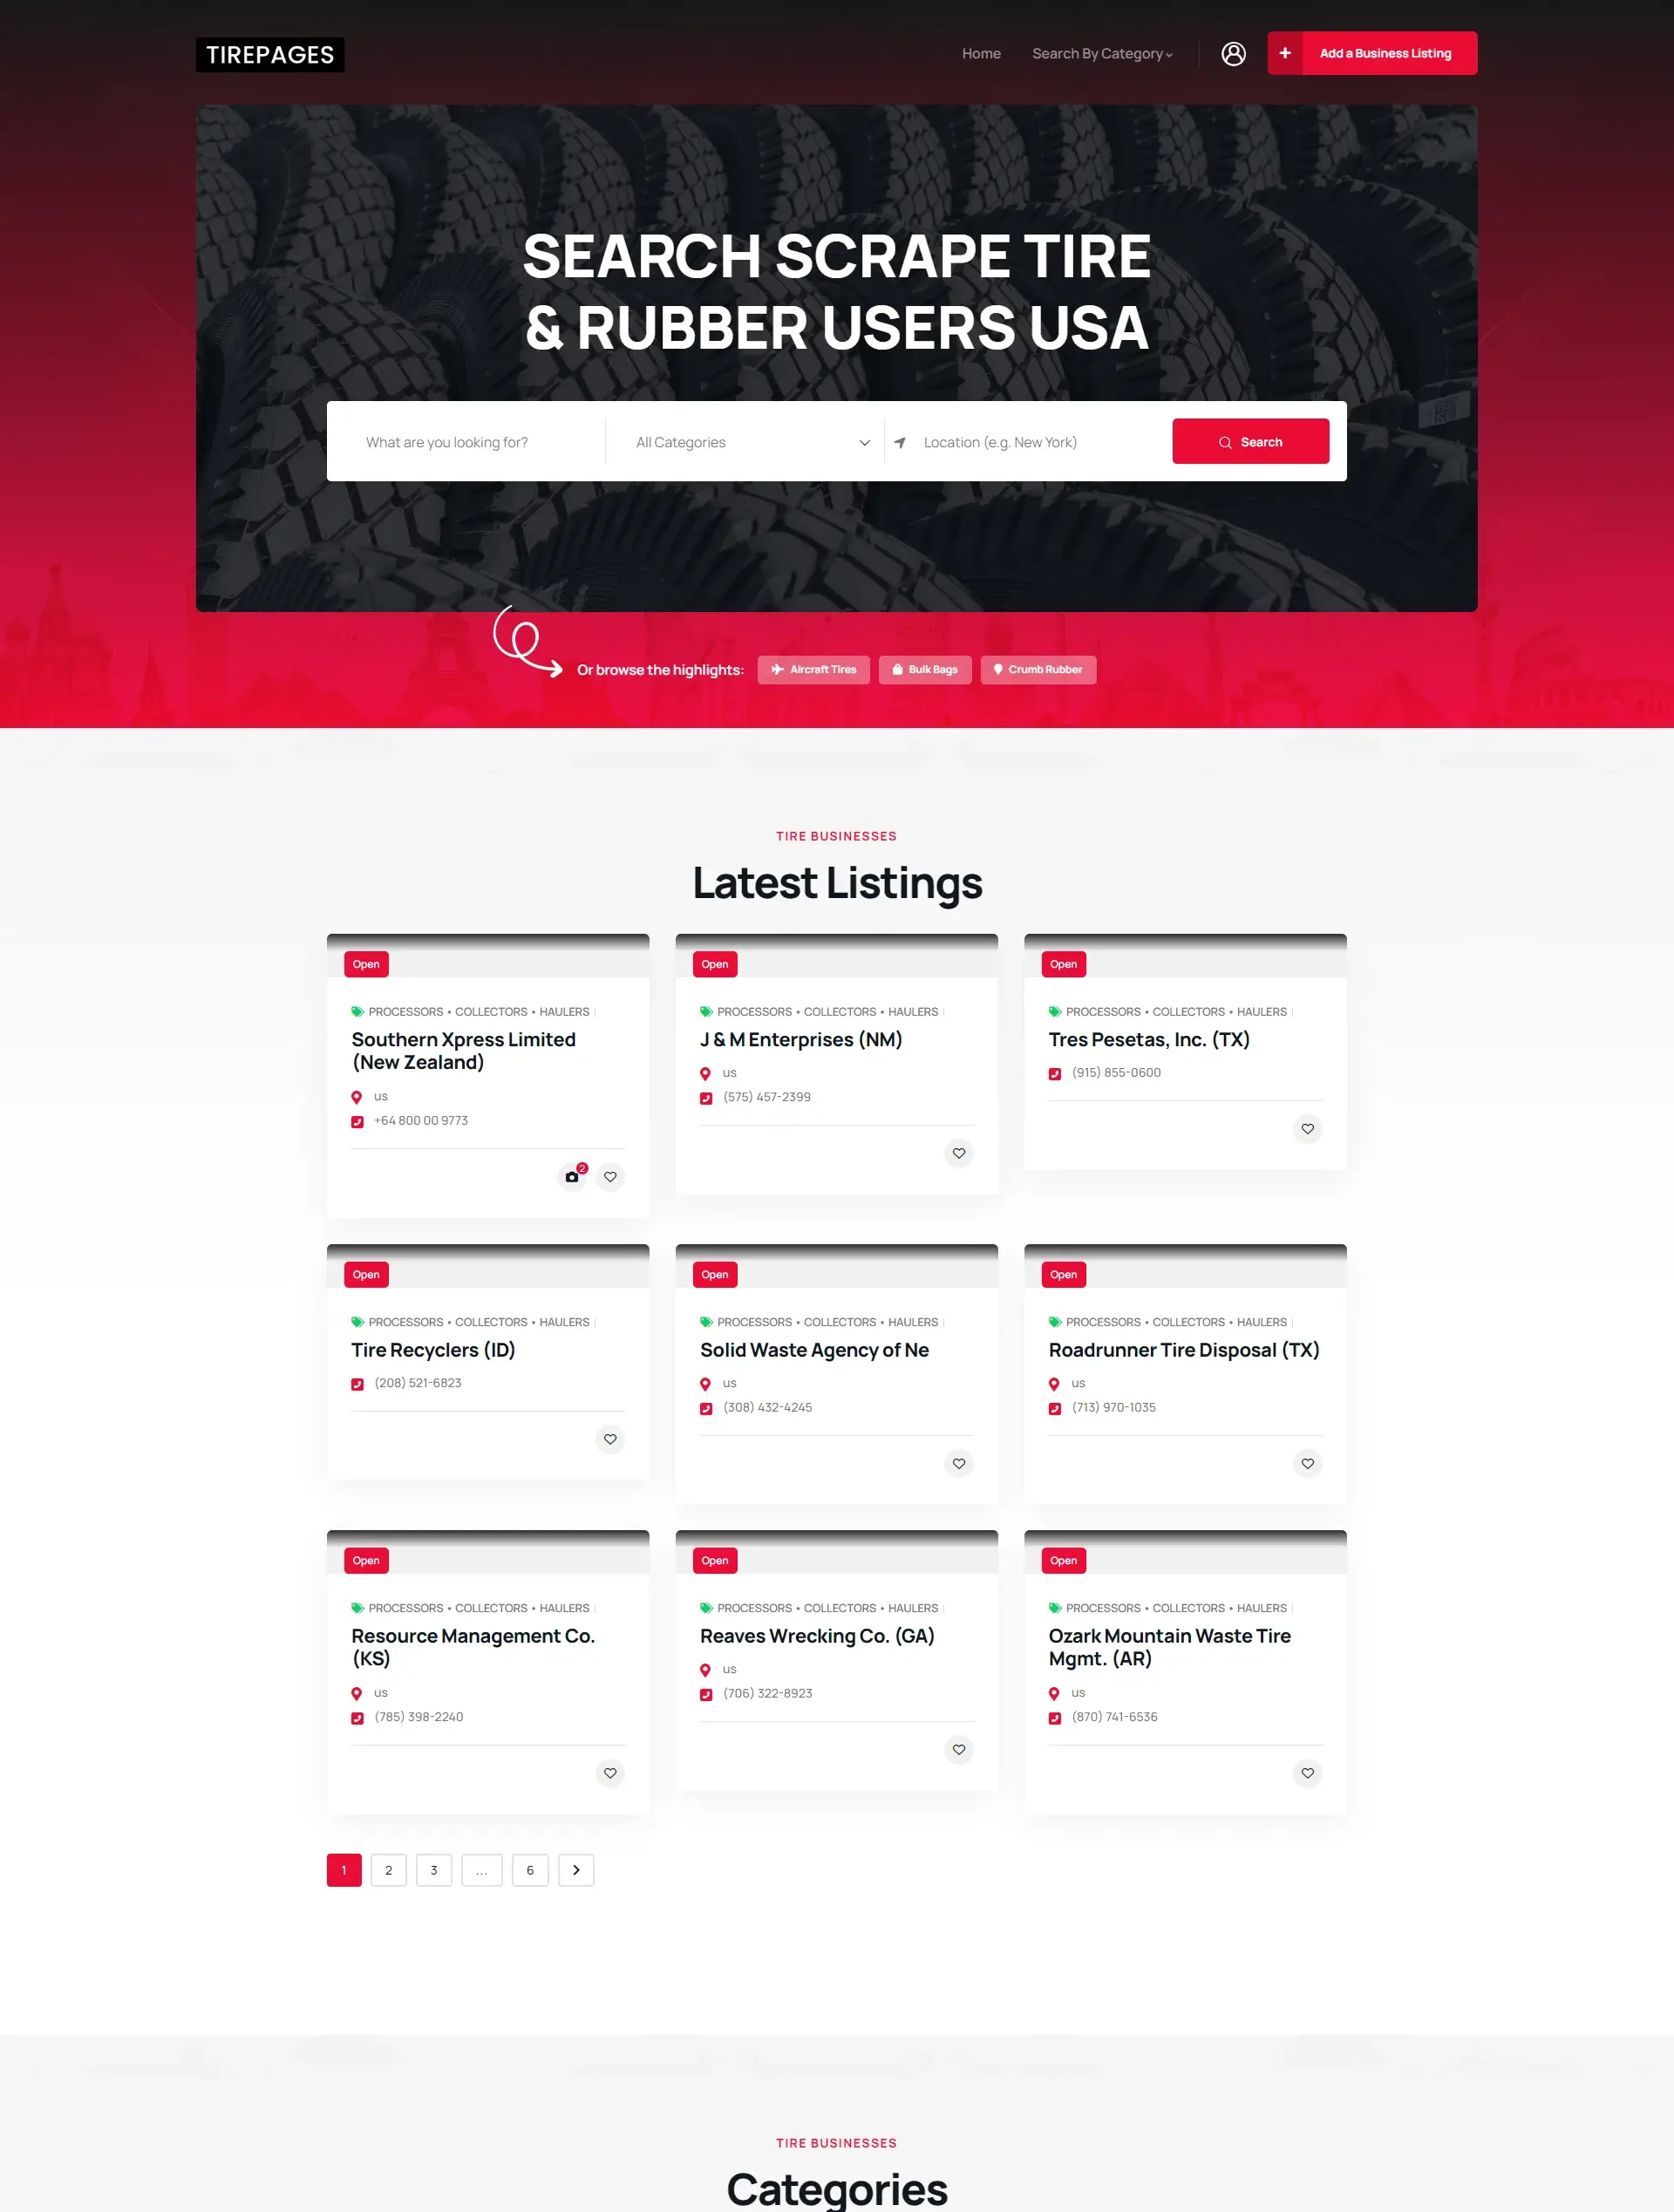 TIREPAGES
Home
Search By Category
Add a Business Listing
SEARCH SCRAPE TIRE
& RUBBER USERS USA
What are you looking for?
All Categories
Location (e.g. New York)
Search
Or browse the highlights:
Aircraft Tires
Bulk Bags
Crumb Rubber
TIRE BUSINESSES
Latest Listings
Open
PROCESSORS • COLLECTORS • HAULERS
Southern Xpress Limited
(New Zealand)
us
+64 800 00 9773
2
Open
PROCESSORS • COLLECTORS • HAULERS
J & M Enterprises (NM)
us
(575) 457-2399
Open
PROCESSORS • COLLECTORS • HAULERS
Tres Pesetas, Inc. (TX)
(915) 855-0600
Open
PROCESSORS • COLLECTORS • HAULERS
Tire Recyclers (ID)
(208) 521-6823
Open
PROCESSORS • COLLECTORS • HAULERS
Solid Waste Agency of Ne
us
(308) 432-4245
Open
PROCESSORS • COLLECTORS • HAULERS
Roadrunner Tire Disposal (TX)
us
(713) 970-1035
Open
PROCESSORS • COLLECTORS • HAULERS
Resource Management Co.
(KS)
us
(785) 398-2240
Open
PROCESSORS • COLLECTORS • HAULERS
Reaves Wrecking Co. (GA)
us
(706) 322-8923
Open
PROCESSORS • COLLECTORS • HAULERS
Ozark Mountain Waste Tire
Mgmt. (AR)
us
(870) 741-6536
1
2
3
...
6
TIRE BUSINESSES
Categories